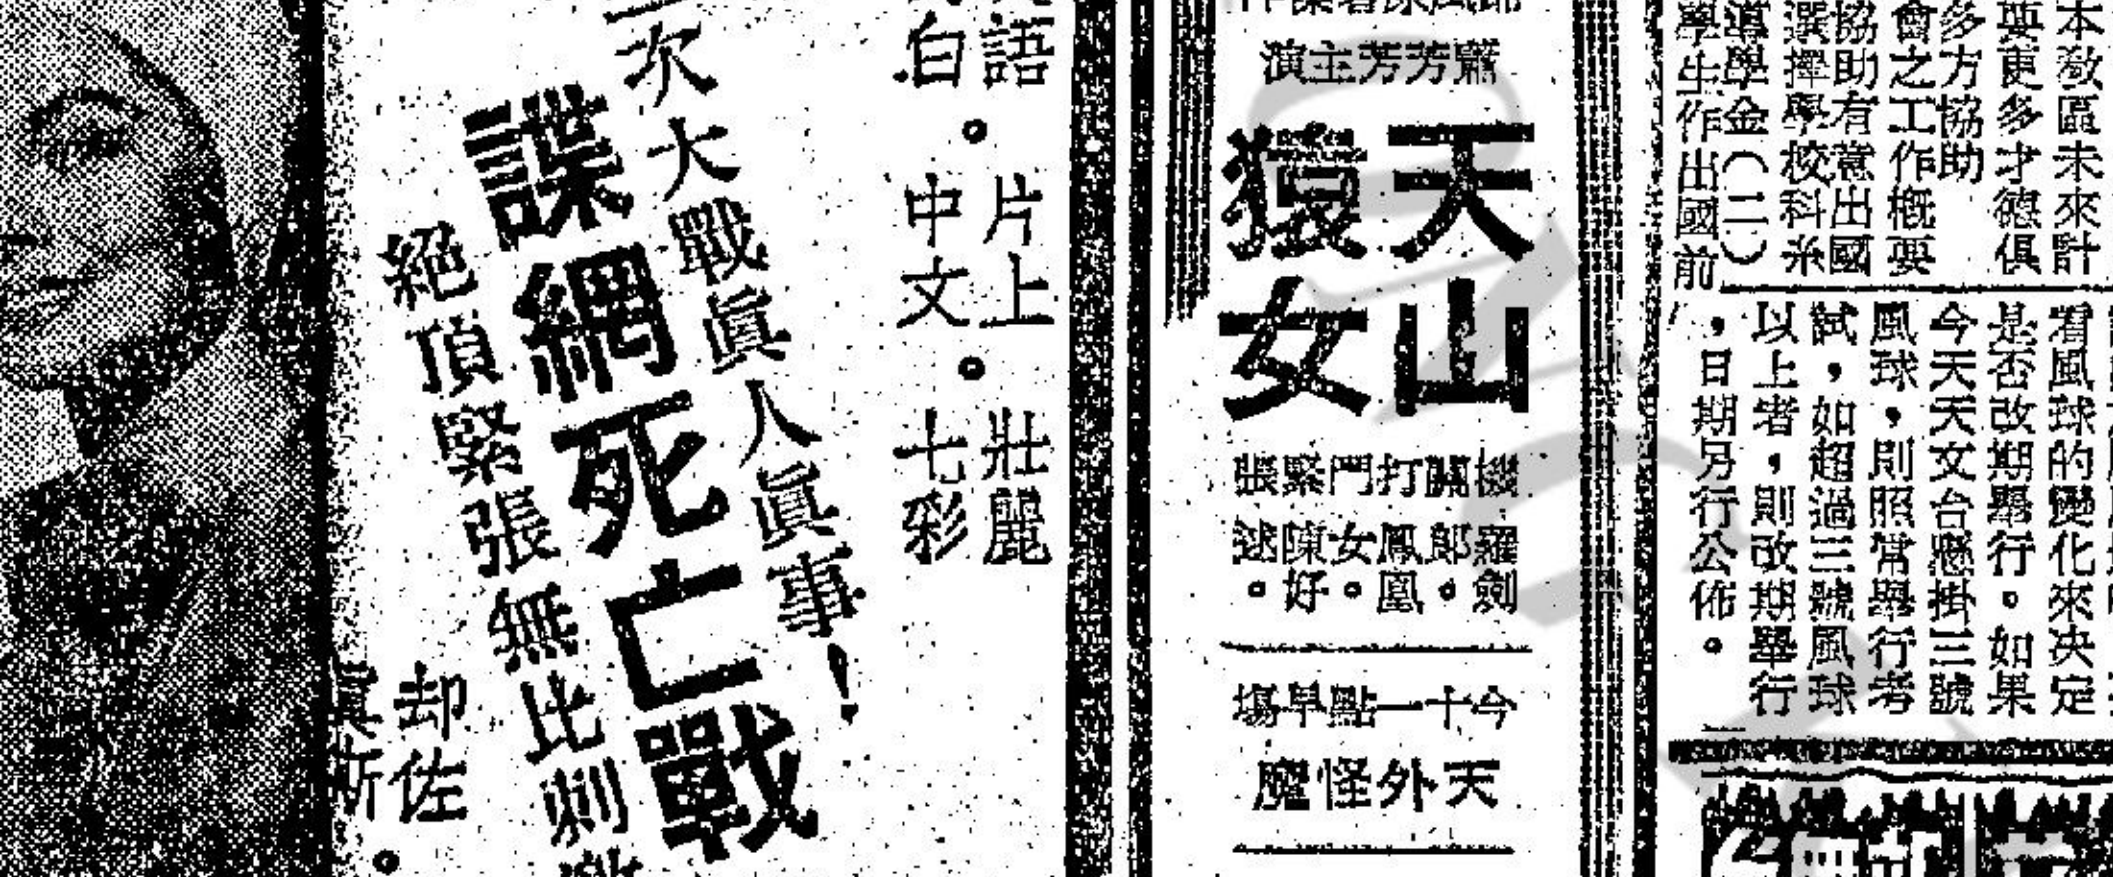 本教區未來計
要更多才德俱
多方協助
會之工作概要
協助有意出國
選擇學校科系
導學金(二)
學生作出國前
看風球的變化來決定
是否改期舉行。如果
今天天文台懸掛三號
風球,則照常舉行考
試,如超過三號風球
以上者,則改期舉行
,日期另行公佈。
演主芳芳蕭
天山
猿女
張緊鬥打關機
羅劍郎。
鳳凰女。
陳好逑。
場早點一十今
魔怪外天
語片上壯麗
白。中文。七彩
次大戰眞人眞事!
諜網死亡戰
絕頂緊張無比刺激
却佐
眞斯。